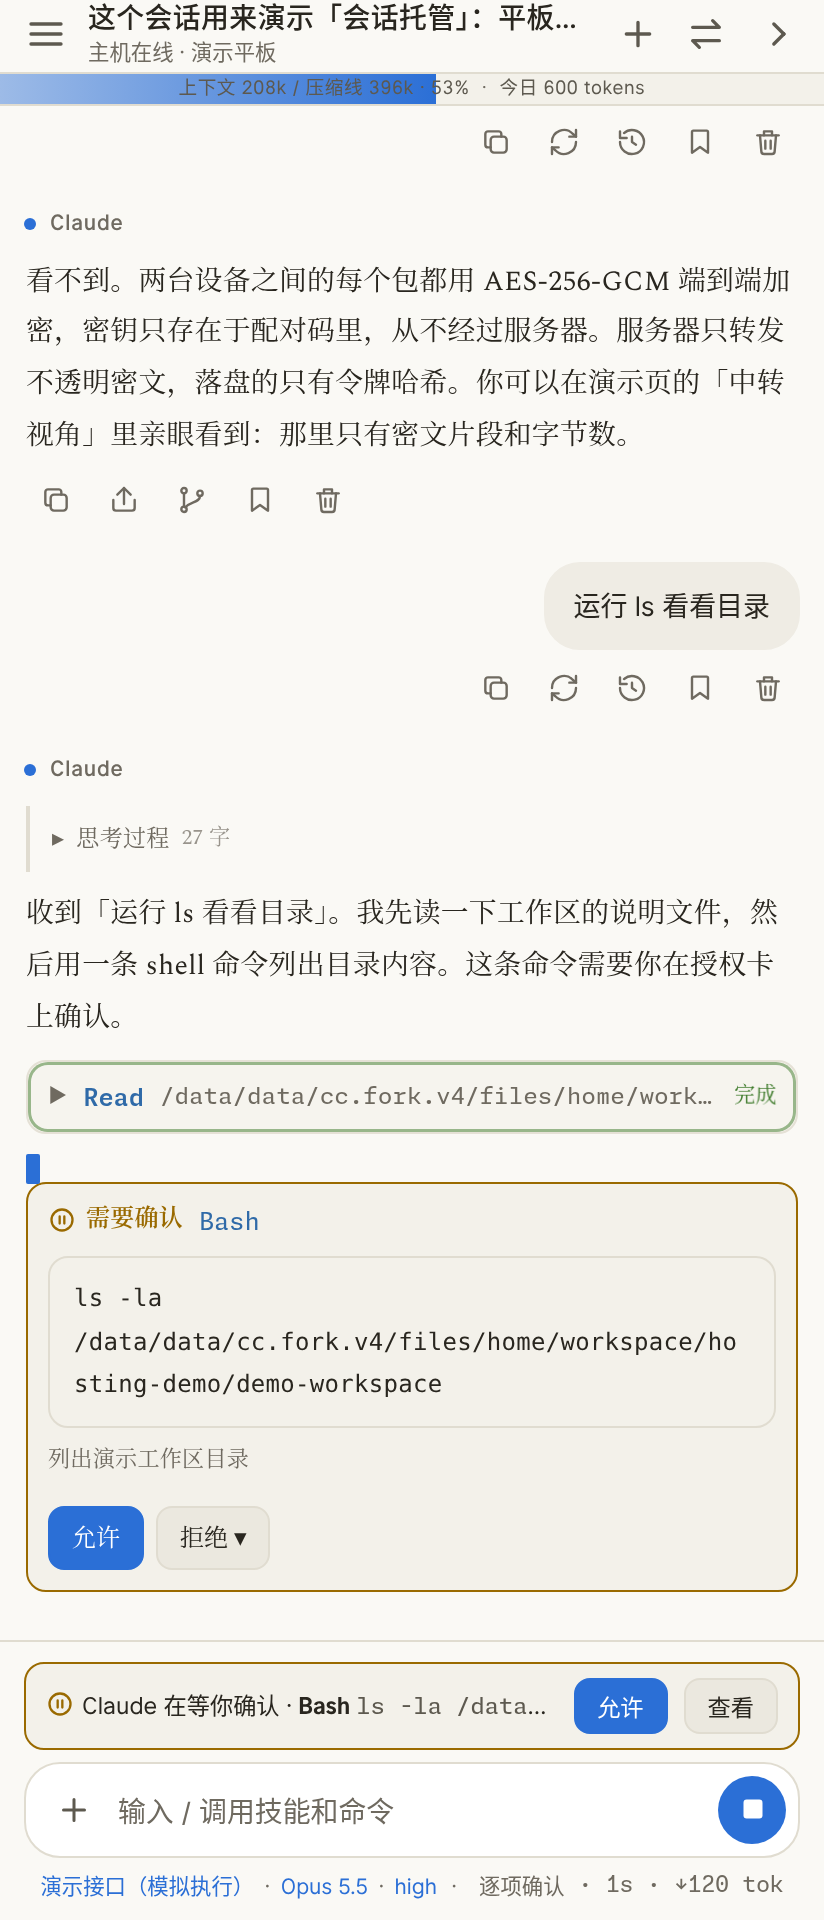 这个会话用来演示「会话托管」：平板...
主机在线 · 演示平板
上下文 208k / 压缩线 396k · 53% · 今日 600 tokens
Claude
看不到。两台设备之间的每个包都用 AES-256-GCM 端到端加
密，密钥只存在于配对码里，从不经过服务器。服务器只转发
不透明密文，落盘的只有令牌哈希。你可以在演示页的「中转
视角」里亲眼看到：那里只有密文片段和字节数。
运行 ls 看看目录
Claude
▸ 思考过程 27 字
收到「运行 ls 看看目录」。我先读一下工作区的说明文件，然
后用一条 shell 命令列出目录内容。这条命令需要你在授权卡
上确认。
Read /data/data/cc.fork.v4/files/home/work… 完成
需要确认 Bash
ls -la
/data/data/cc.fork.v4/files/home/workspace/ho
sting-demo/demo-workspace
列出演示工作区目录
允许 拒绝 ▾
Claude 在等你确认 · Bash ls -la /data... 允许 查看
输入 / 调用技能和命令
演示接口（模拟执行） · Opus 5.5 · high · 逐项确认 · 1s · ↓120 tok